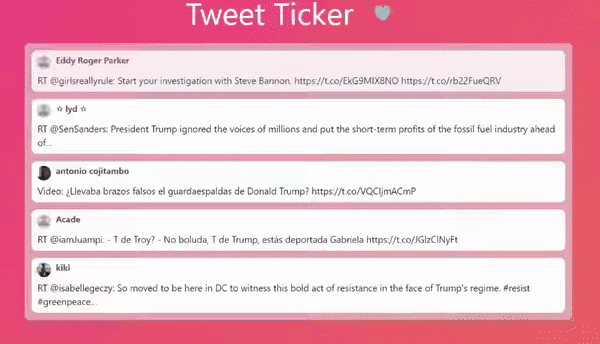 Tweet Ticker
Eddy Roger Parker
RT @girlsreallyrule: Start your investigation with Steve Bannon. https://t.co/EkG9MIX8NO https://t.co/rb22FueQRV
☆ lyd ☆
RT @SenSanders: President Trump ignored the voices of millions and put the short-term profits of the fossil fuel industry ahead
of...
antonio cojitambo
Video: ¿Llevaba brazos falsos el guardaespaldas de Donald Trump? https://t.co/VQCIjmACmP
Acade
RT @iamJuampi: - T de Troy? - No boluda, T de Trump, estás deportada Gabriela https://t.co/JGlzClNyFt
kiki
RT @isabellegeczy: So moved to be here in DC to witness this bold act of resistance in the face of Trump's regime. #resist
#greenpeace...